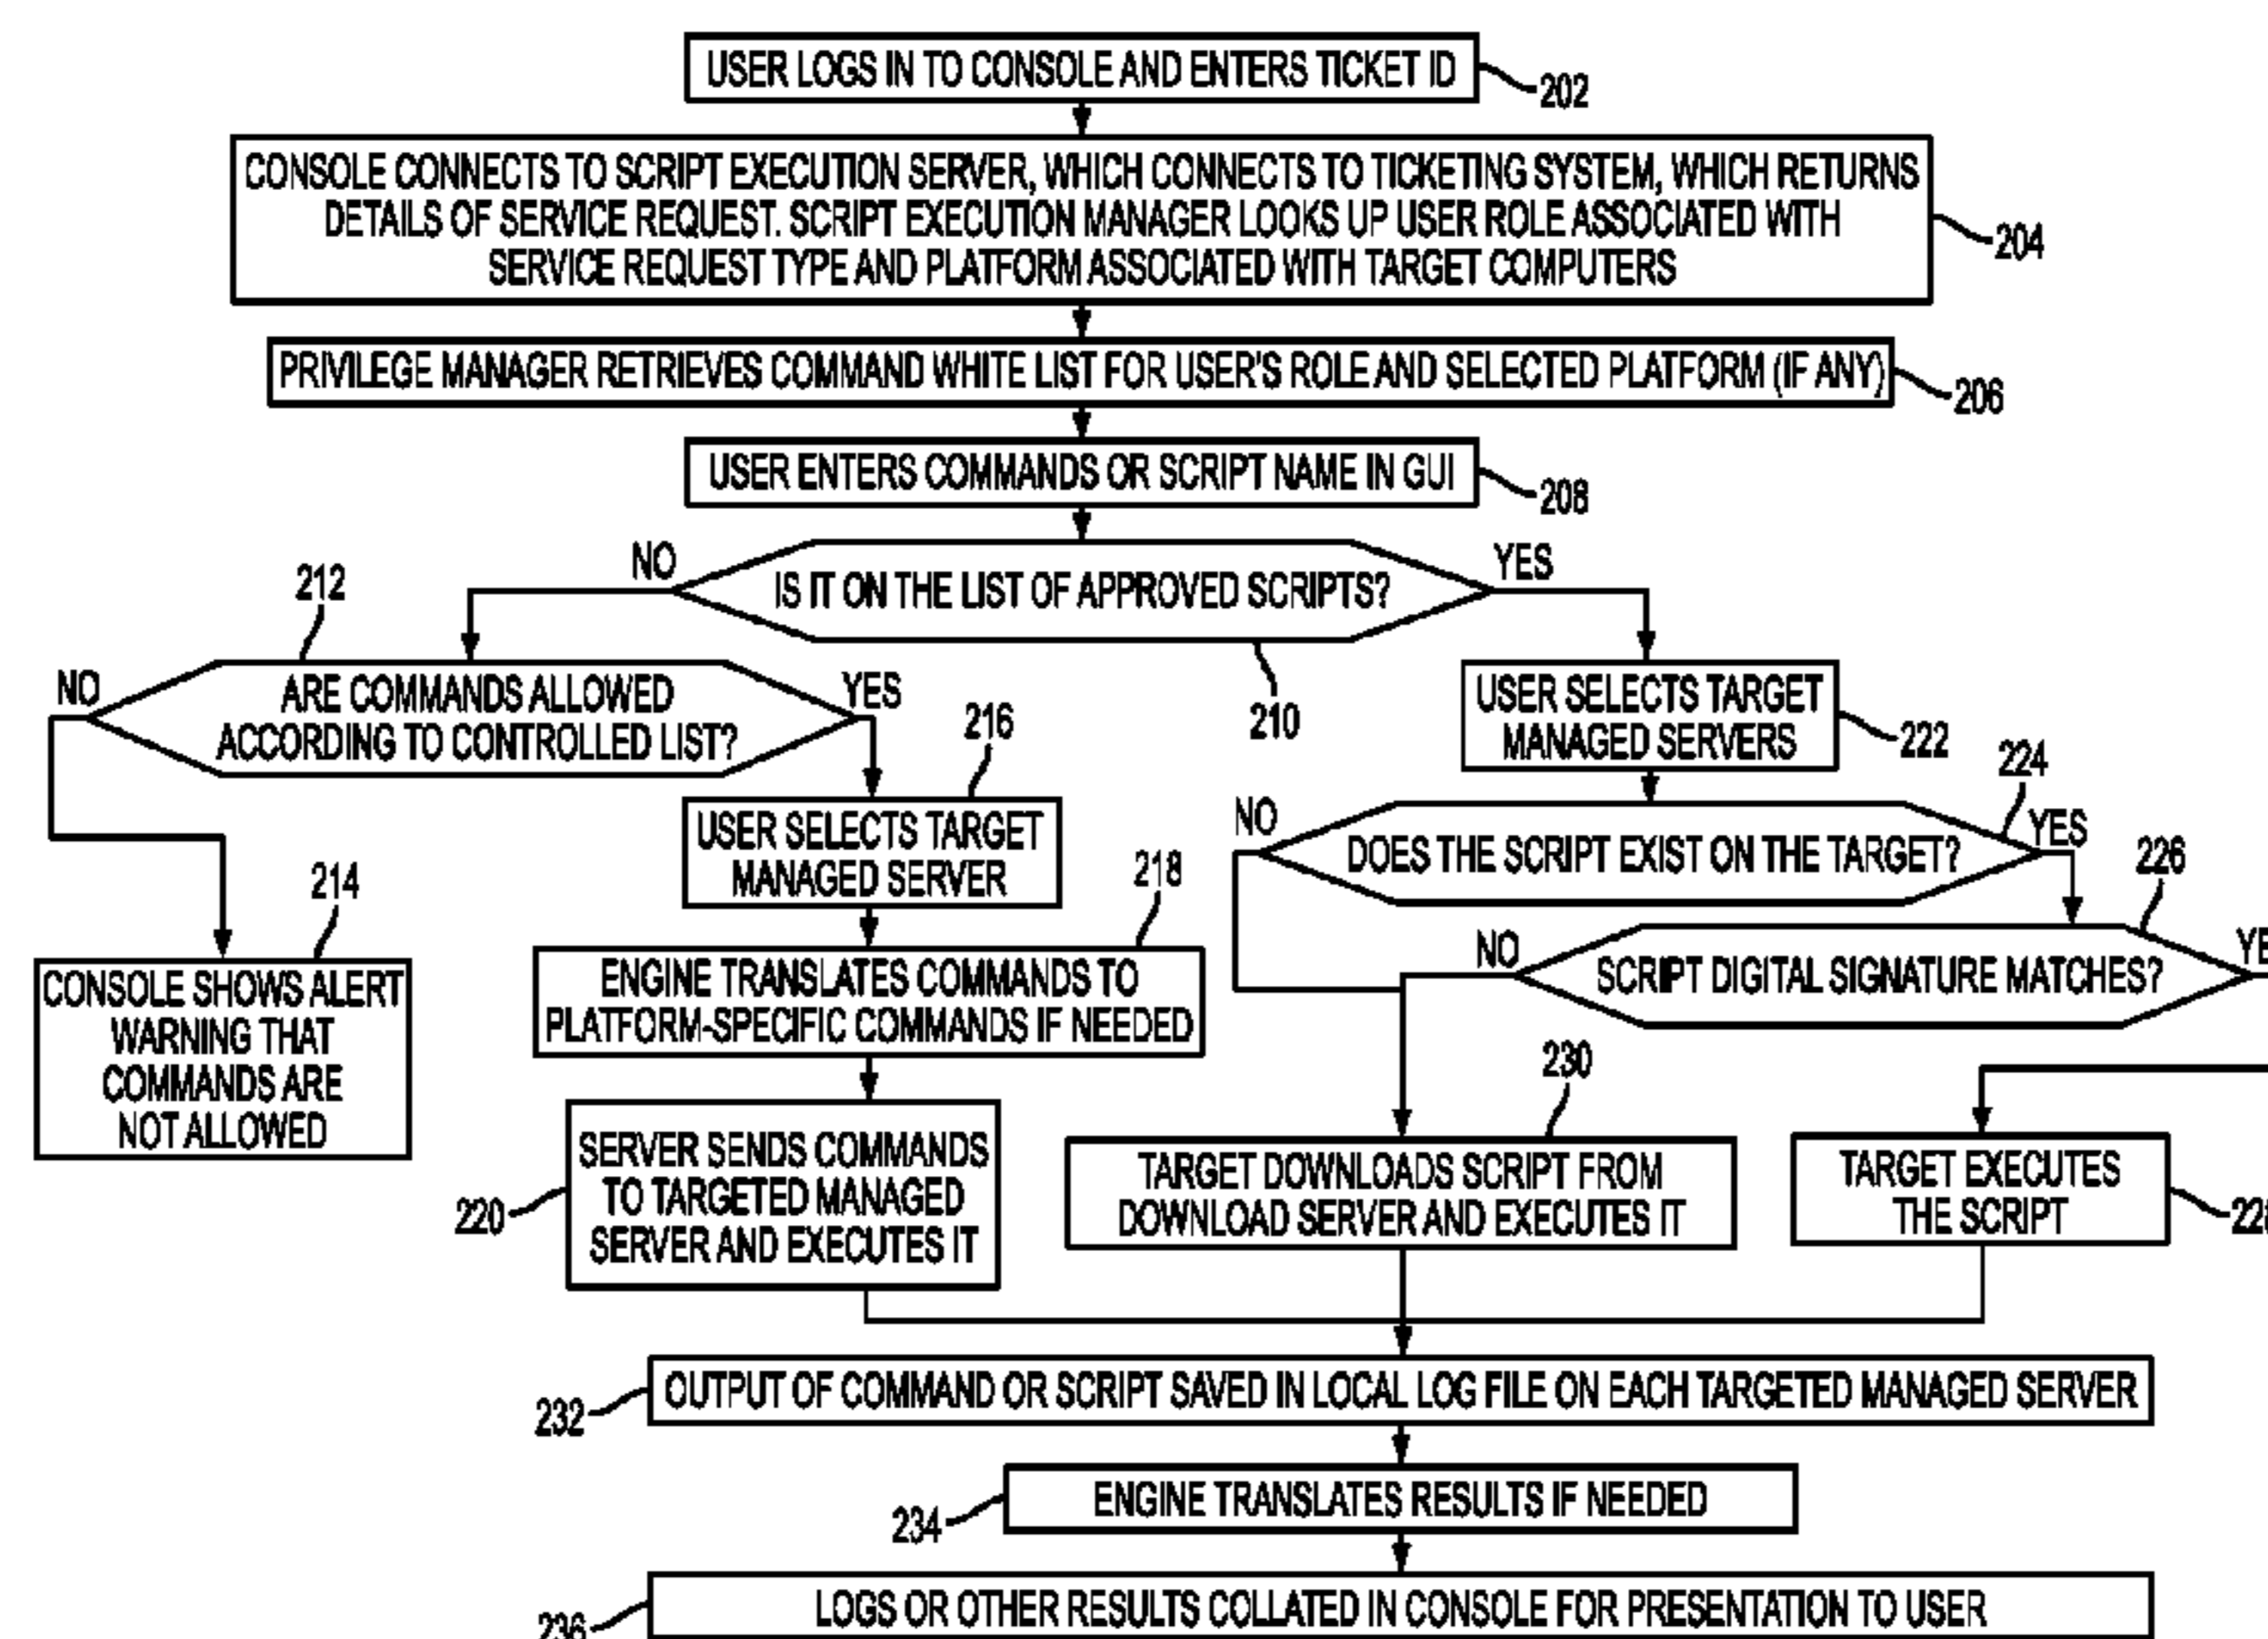 USER LOGS IN TO CONSOLE AND ENTERS TICKET ID
202
CONSOLE CONNECTS TO SCRIPT EXECUTION SERVER, WHICH CONNECTS TO TICKETING SYSTEM, WHICH RETURNS
DETAILS OF SERVICE REQUEST. SCRIPT EXECUTION MANAGER LOOKS UP USER ROLE ASSOCIATED WITH
SERVICE REQUEST TYPE AND PLATFORM ASSOCIATED WITH TARGET COMPUTERS
204
PRIVILEGE MANAGER RETRIEVES COMMAND WHITE LIST FOR USER'S ROLE AND SELECTED PLATFORM (IF ANY)
206
USER ENTERS COMMANDS OR SCRIPT NAME IN GUI
208
NO
IS IT ON THE LIST OF APPROVED SCRIPTS?
YES
210
212
NO
ARE COMMANDS ALLOWED
ACCORDING TO CONTROLLED LIST?
YES
214
CONSOLE SHOWS ALERT
WARNING THAT
COMMANDS ARE
NOT ALLOWED
216
USER SELECTS TARGET
MANAGED SERVER
218
ENGINE TRANSLATES COMMANDS TO
PLATFORM-SPECIFIC COMMANDS IF NEEDED
220
SERVER SENDS COMMANDS
TO TARGETED MANAGED
SERVER AND EXECUTES IT
USER SELECTS TARGET
MANAGED SERVERS
222
224
NO
DOES THE SCRIPT EXIST ON THE TARGET?
YES
226
NO
SCRIPT DIGITAL SIGNATURE MATCHES?
230
TARGET DOWNLOADS SCRIPT FROM
DOWNLOAD SERVER AND EXECUTES IT
TARGET EXECUTES
THE SCRIPT
232
OUTPUT OF COMMAND OR SCRIPT SAVED IN LOCAL LOG FILE ON EACH TARGETED MANAGED SERVER
234
ENGINE TRANSLATES RESULTS IF NEEDED
236
LOGS OR OTHER RESULTS COLLATED IN CONSOLE FOR PRESENTATION TO USER